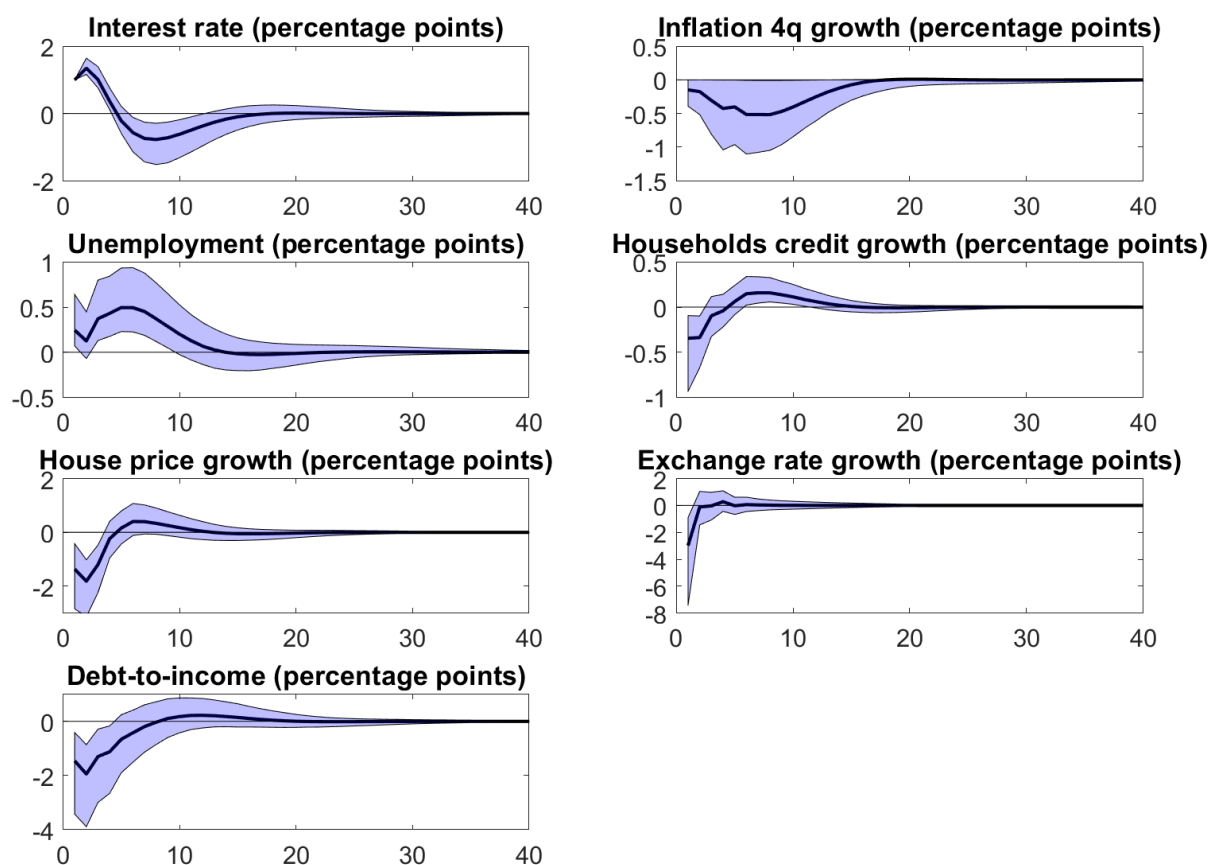 Interest rate (percentage points)
2
0
-2
0 10 20 30 40
Inflation 4q growth (percentage points)
0.5
0
-0.5
-1
-1.5
0 10 20 30 40
Unemployment (percentage points)
1
0.5
0
-0.5
0 10 20 30 40
Households credit growth (percentage points)
0.5
0
-0.5
-1
0 10 20 30 40
House price growth (percentage points)
2
0
-2
0 10 20 30 40
Exchange rate growth (percentage points)
2
0
-2
-4
-6
-8
0 10 20 30 40
Debt-to-income (percentage points)
0
-2
-4
0 10 20 30 40